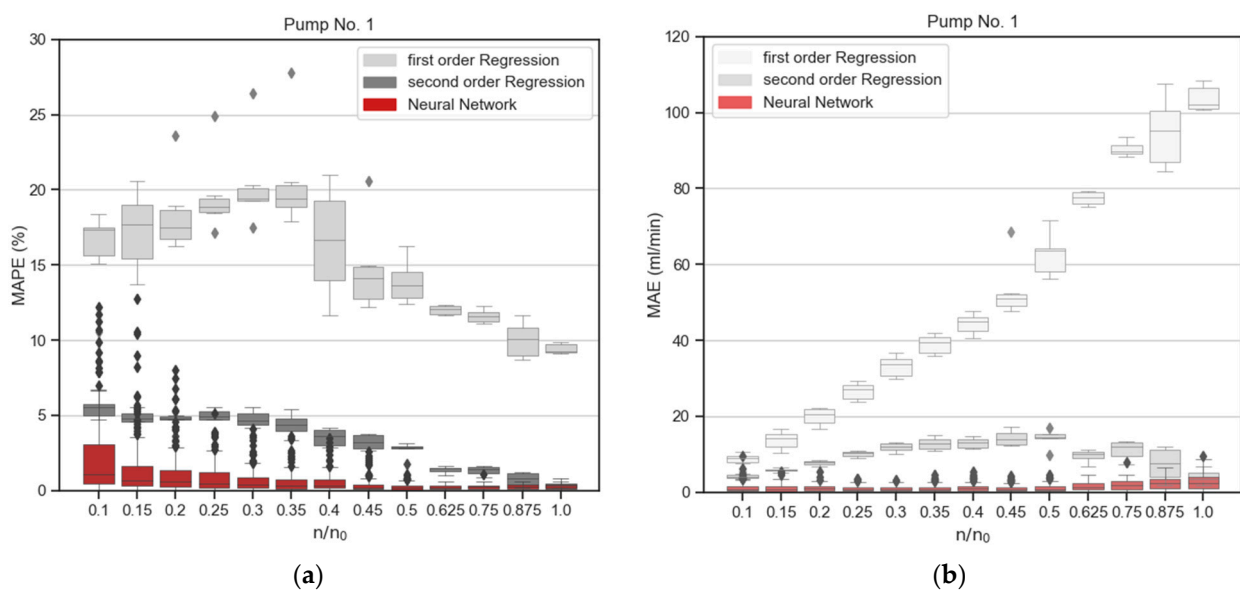 Pump No. 1
30
25
20
15
10
5
0
MAPE (%)
first order Regression
second order Regression
Neural Network
0.1 0.15 0.2 0.25 0.3 0.35 0.4 0.45 0.5 0.625 0.75 0.875 1.0
n/n0
(a)
Pump No. 1
120
100
80
60
40
20
0
MAE (ml/min)
first order Regression
second order Regression
Neural Network
0.1 0.15 0.2 0.25 0.3 0.35 0.4 0.45 0.5 0.625 0.75 0.875 1.0
n/n0
(b)